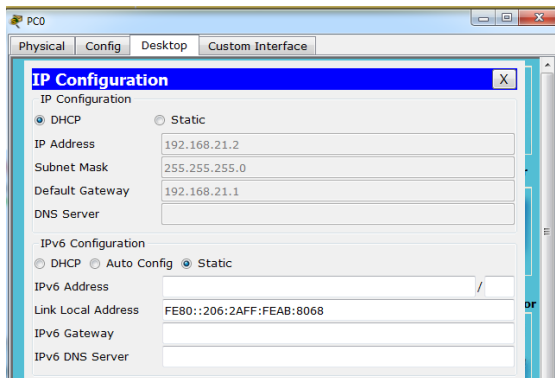 PC0
Physical Config Desktop Custom Interface
IP Configuration X
IP Configuration
DHCP Static
IP Address 192.168.21.2
Subnet Mask 255.255.255.0
Default Gateway 192.168.21.1
DNS Server
IPv6 Configuration
DHCP Auto Config Static
IPv6 Address /
Link Local Address FE80::206:2AFF:FEAB:8068
IPv6 Gateway
IPv6 DNS Server
or